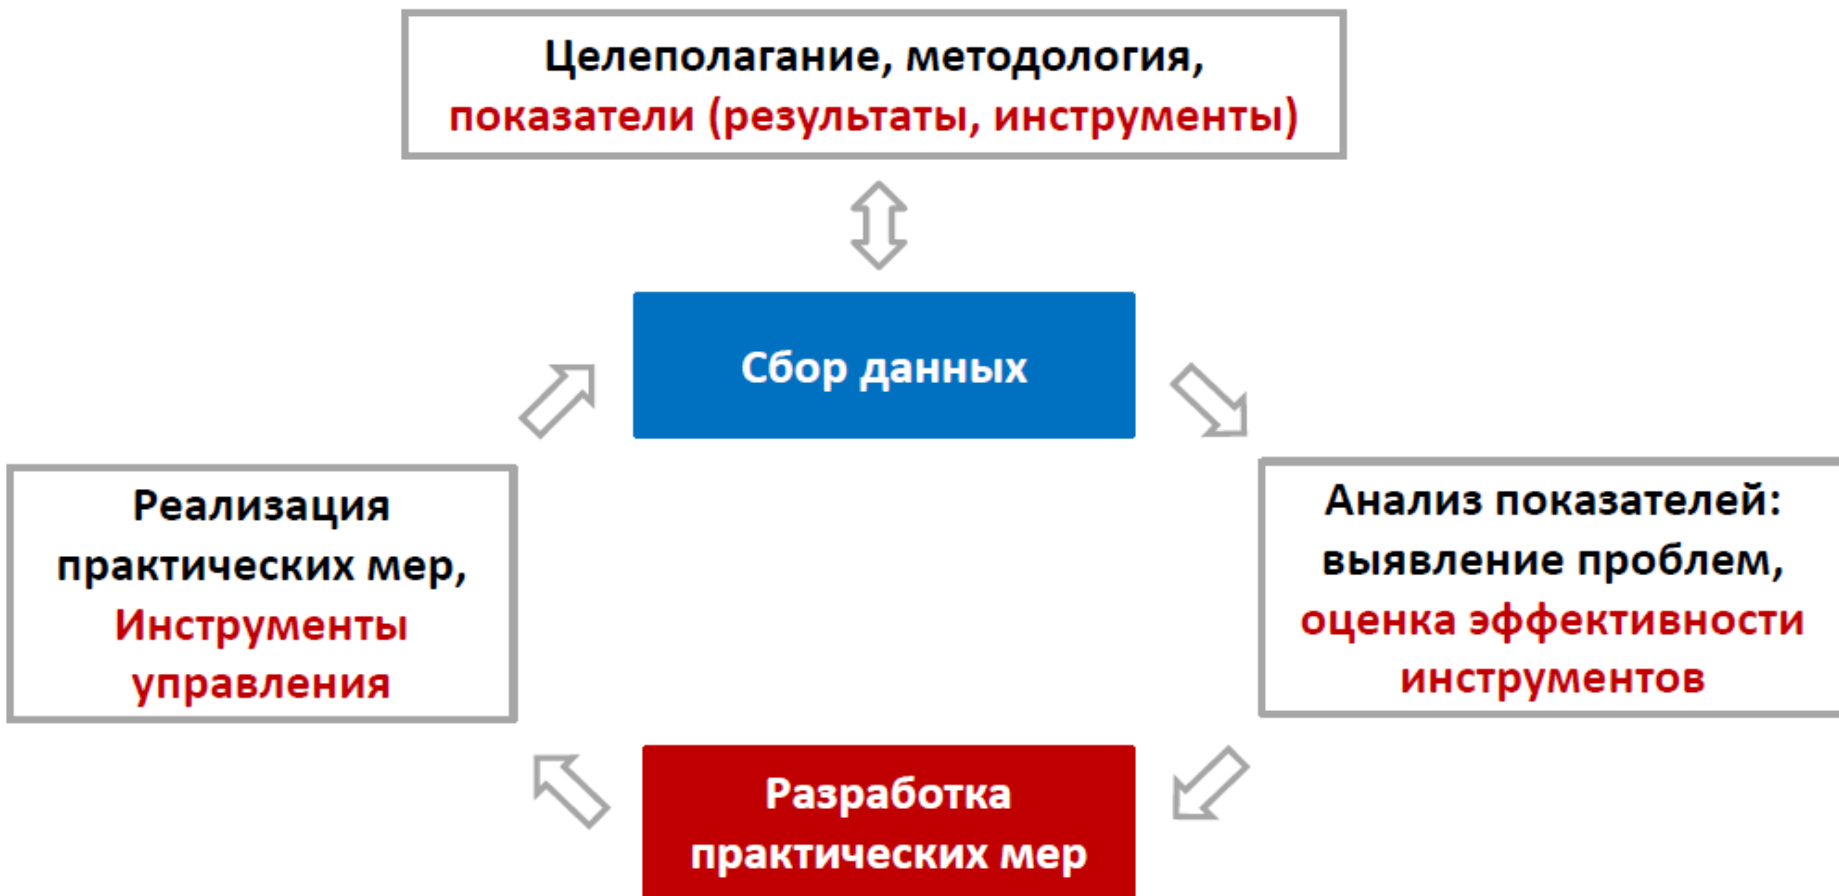 Целеполагание, методология,
показатели (результаты, инструменты)
Сбор данных
Реализация
практических мер,
Инструменты
управления
Анализ показателей:
выявление проблем,
оценка эффективности
инструментов
Разработка
практических мер